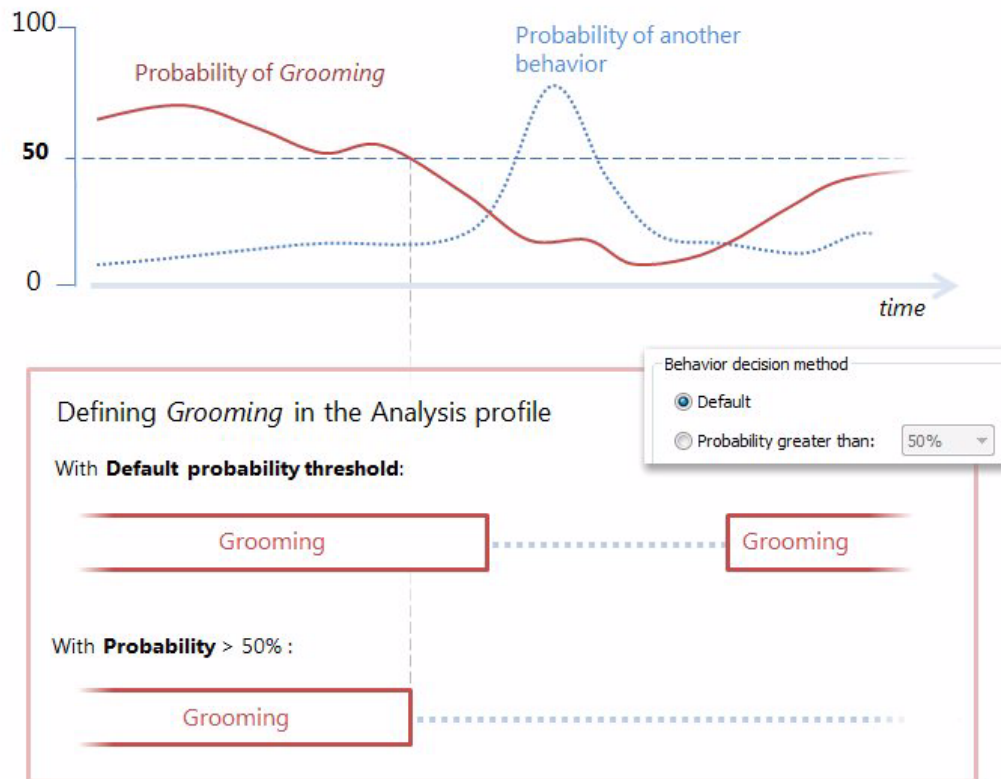 100
Probability of Grooming
Probability of another
behavior
50
0
time
Behavior decision method
Default
Probability greater than: 50%
Defining Grooming in the Analysis profile
With Default probability threshold:
Grooming
Grooming
With Probability > 50% :
Grooming